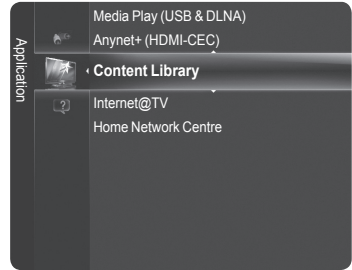 Application
Media Play (USB & DLNA)
Anynet+ (HDMI-CEC)
Content Library
Internet@TV
Home Network Centre